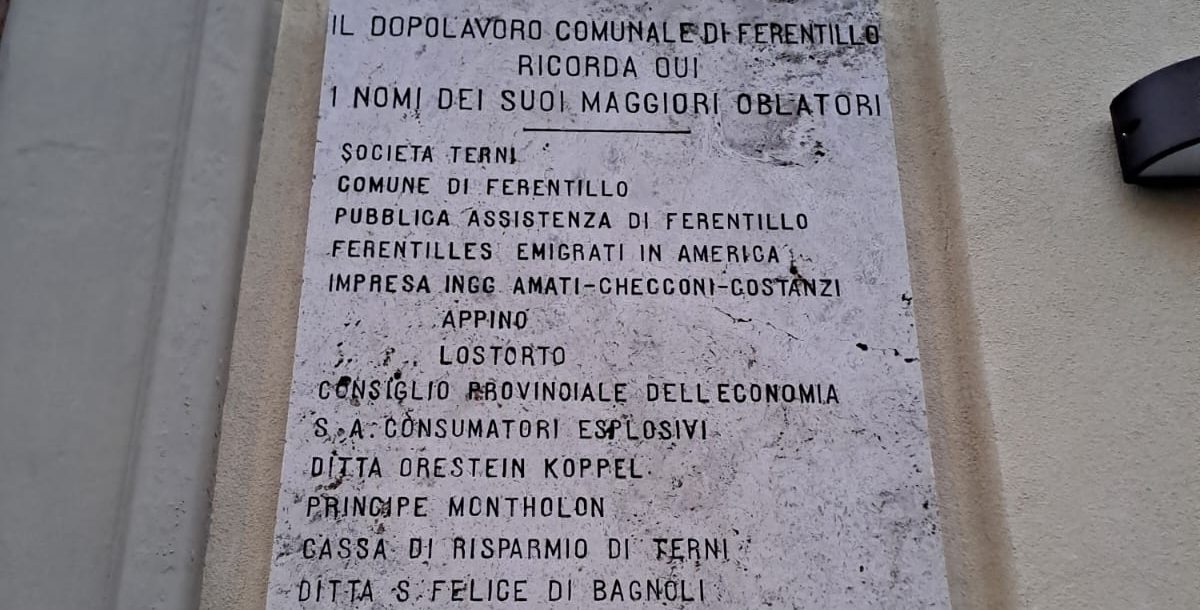 IL DOPOLAVORO COMUNALE DI FERENTILLO
RICORDA QUI
I NOMI DEI SUOI MAGGIORI OBLATORI
SOCIETA TERNI
COMUNE DI FERENTILLO
PUBBLICA ASSISTENZA DI FERENTILLO
FERENTILLES EMIGRATI IN AMERICA
IMPRESA INGG. AMATI-CHECCONI-COSTANZI
" APPINO
" " LOSTORTO
CONSIGLIO PROVINCIALE DELL ECONOMIA
S. A. CONSUMATORI ESPLOSIVI
DITTA ORESTEIN KOPPEL
PRINCIPE MONTHOLON
CASSA DI RISPARMIO DI TERNI
DITTA S. FELICE DI BAGNOLI